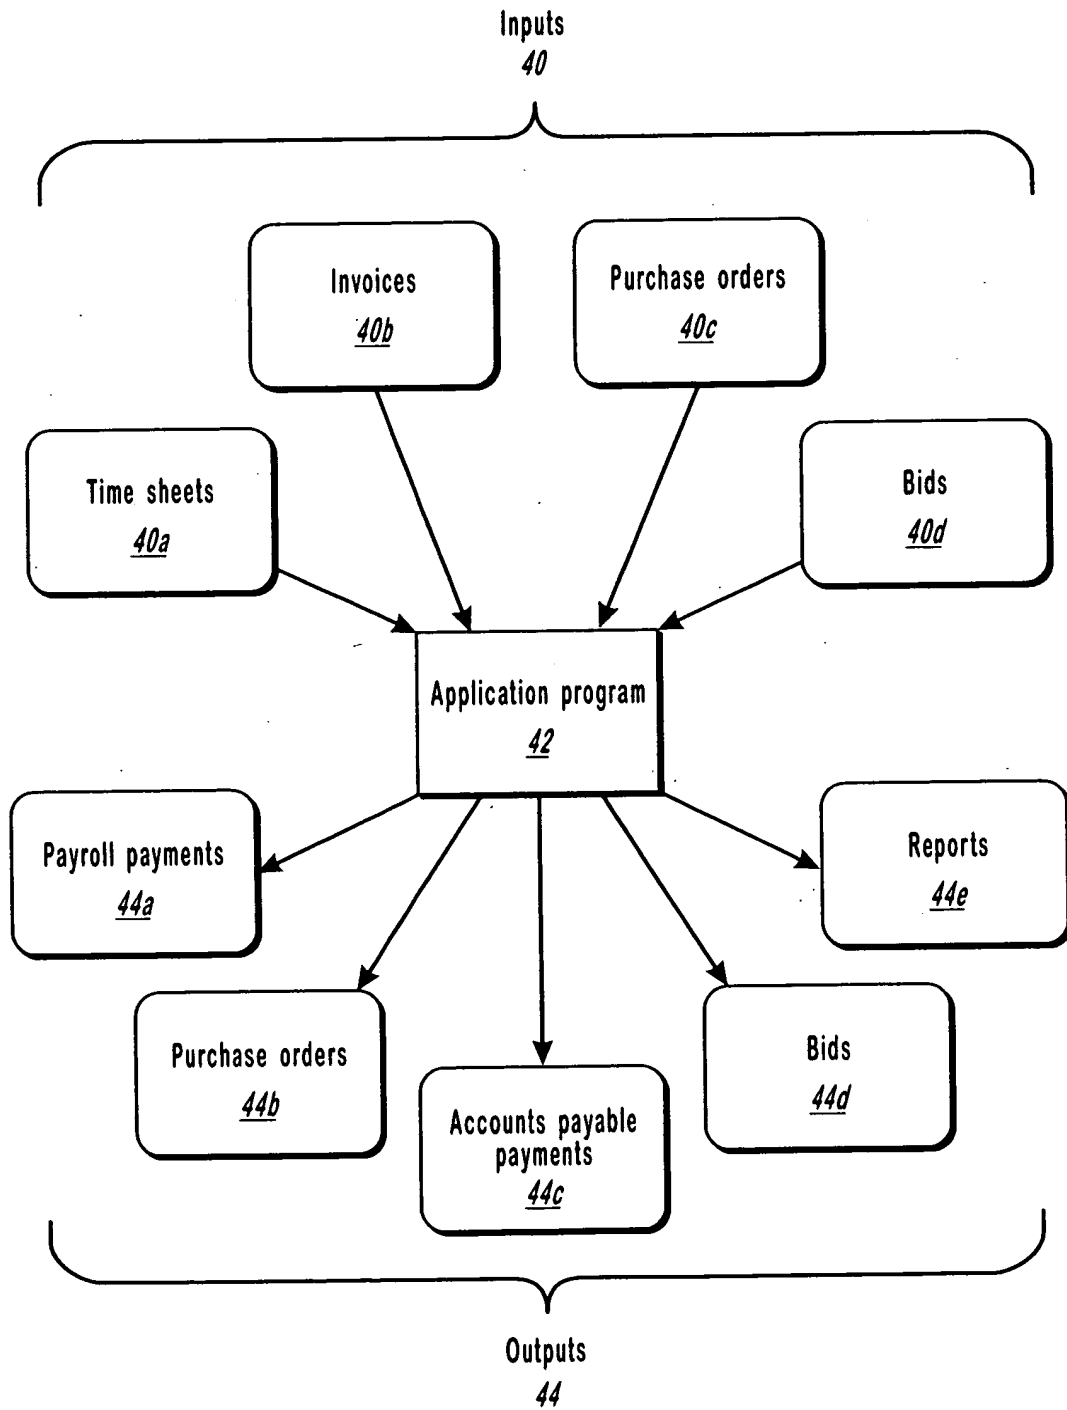 Inputs
40
Invoices
40b
Purchase orders
40c
Time sheets
40a
Bids
40d
Application program
42
Payroll payments
44a
Reports
44e
Purchase orders
44b
Bids
44d
Accounts payable
payments
44c
Outputs
44